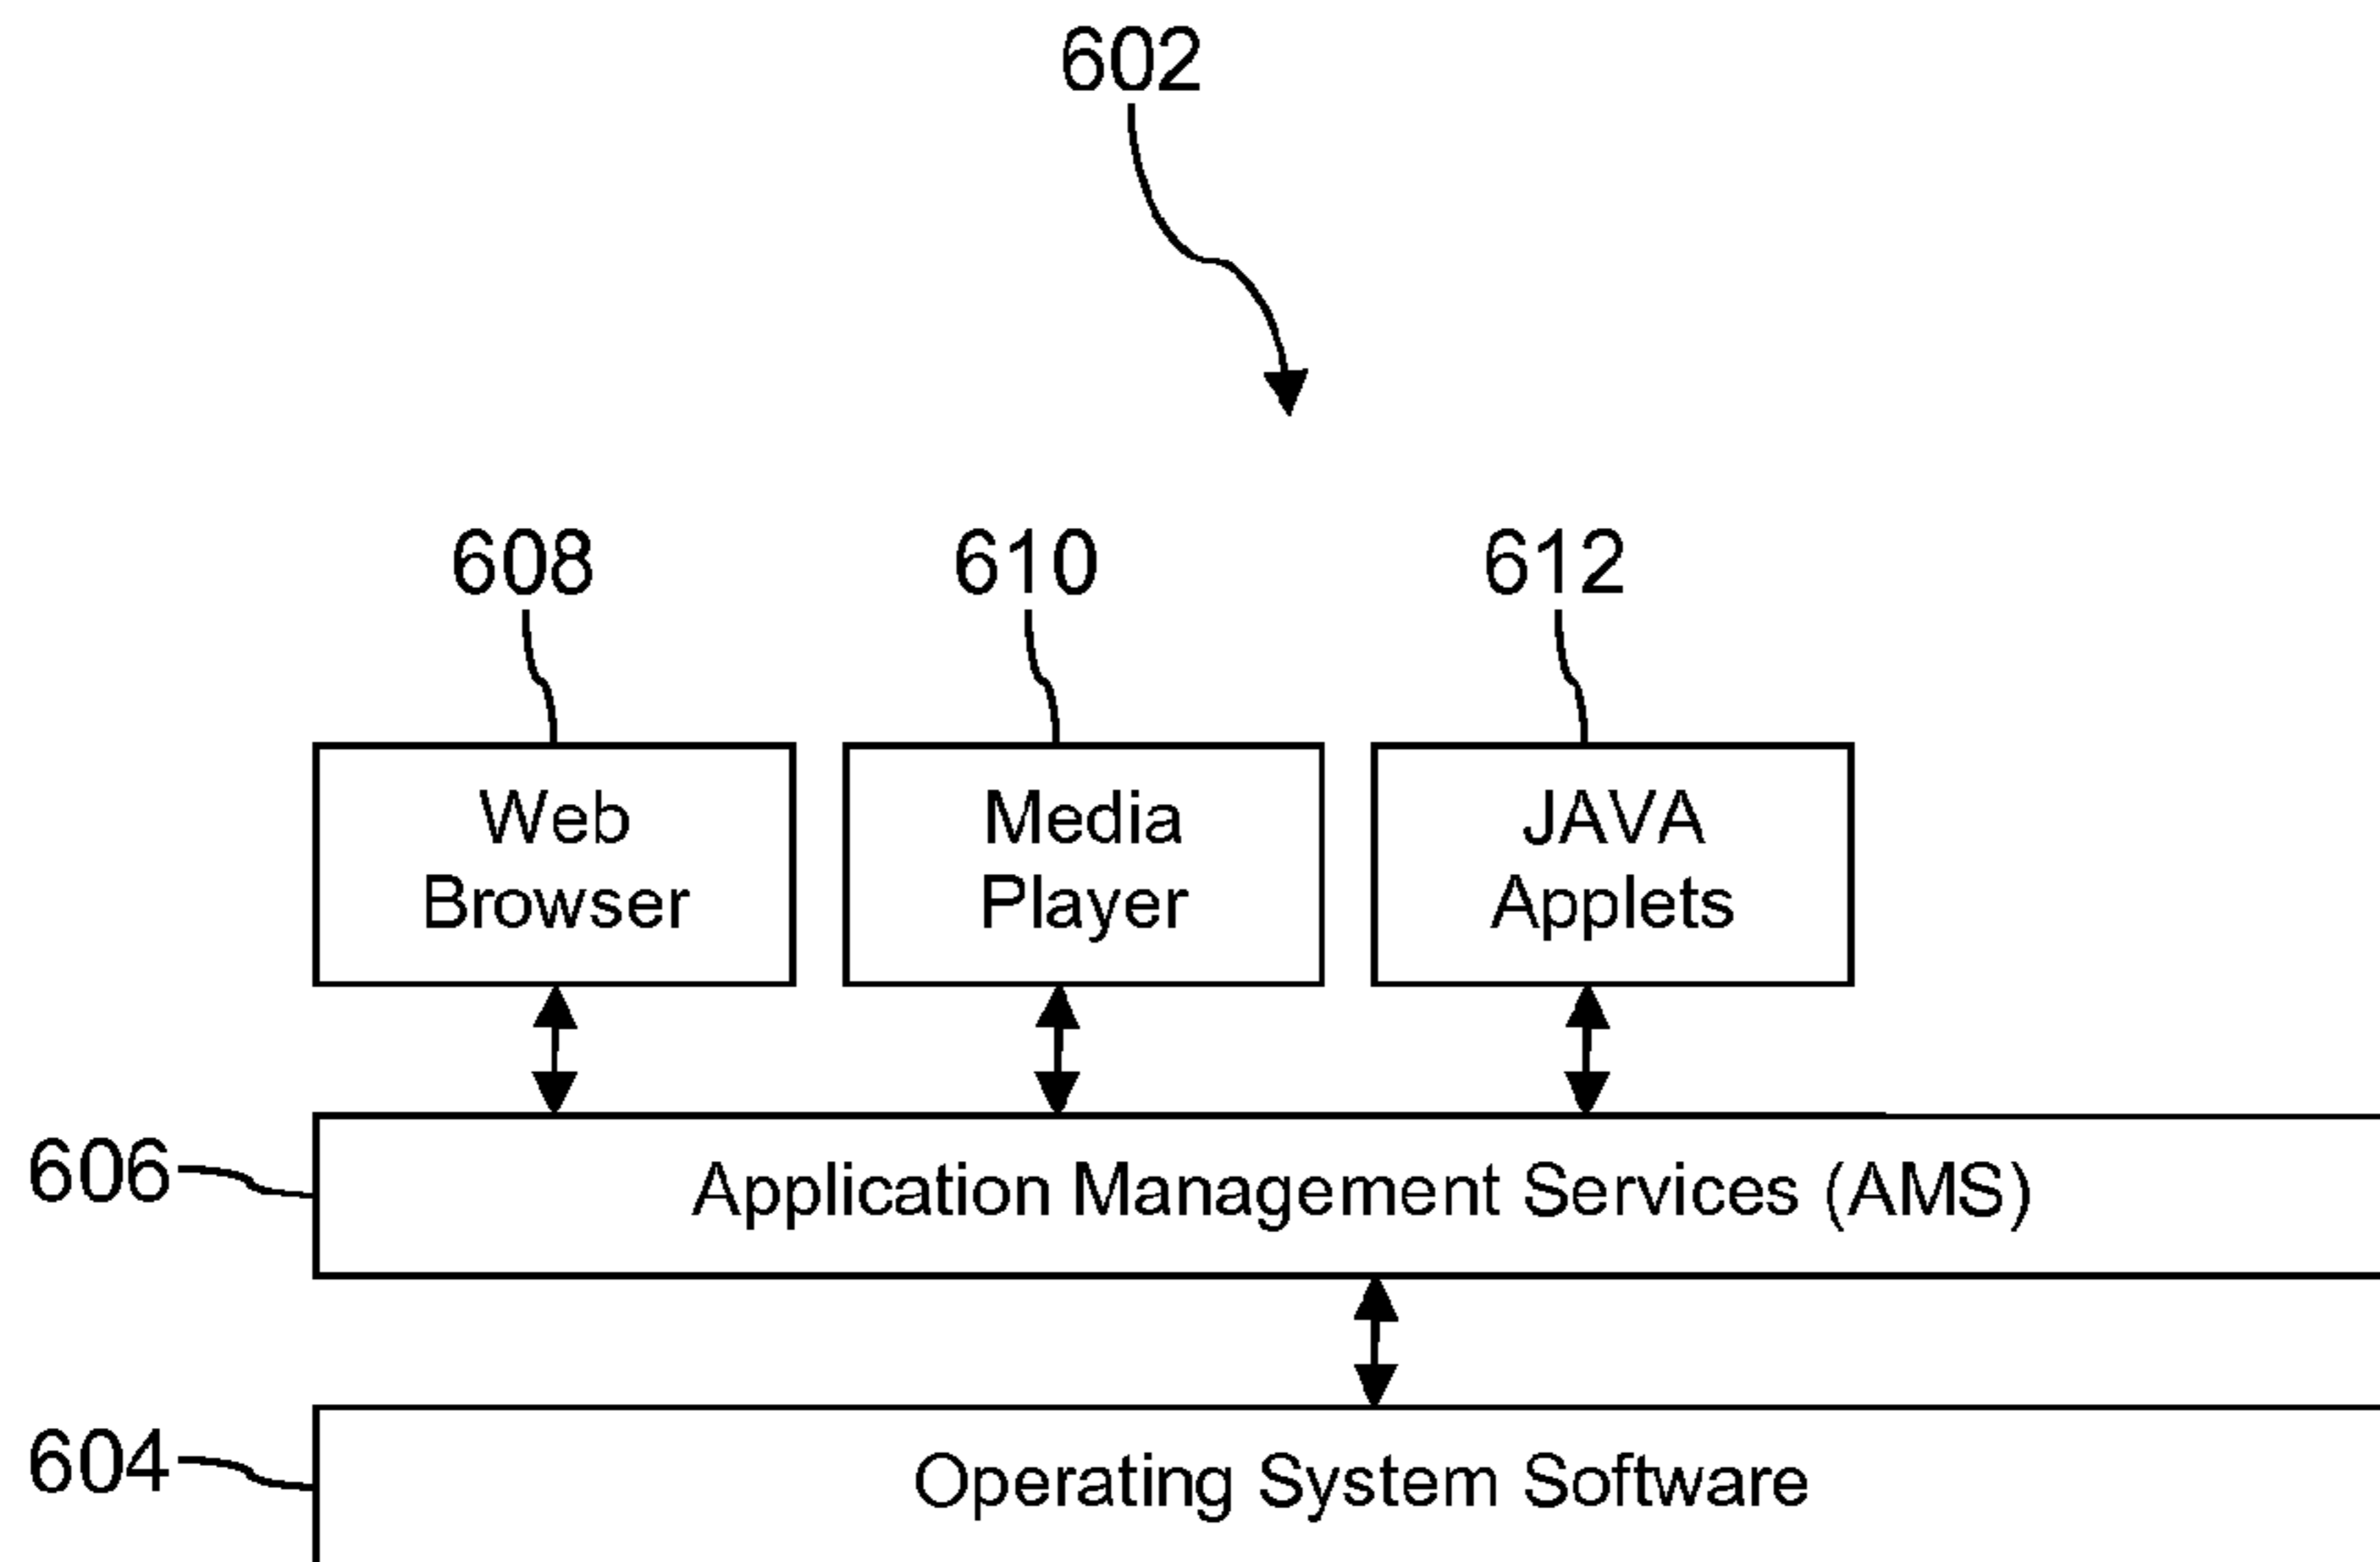 602
608
610
612
Web
Browser
Media
Player
JAVA
Applets
606
Application Management Services (AMS)
604
Operating System Software